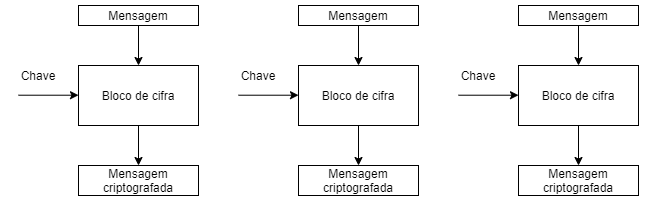 Mensagem
Mensagem
Mensagem
Chave
Chave
Chave
Bloco de cifra
Bloco de cifra
Bloco de cifra
Mensagem
criptografada
Mensagem
criptografada
Mensagem
criptografada